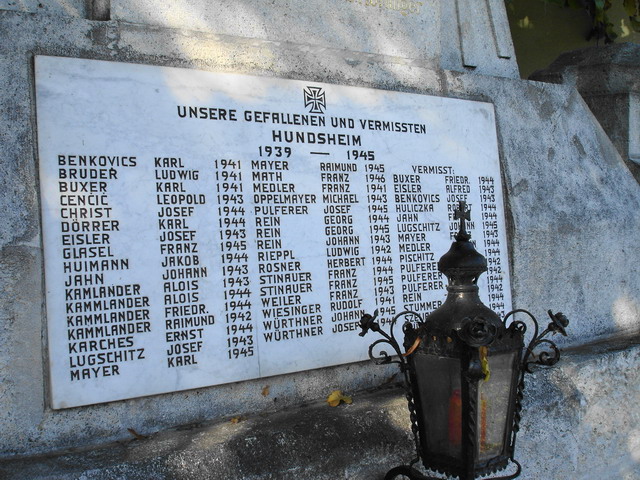 UNSERE GEFALLENEN UND VERMISSTEN
HUNDSHEIM
1939 — 1945
BENKOVICS KARL 1941
BRUDER LUDWIG 1941
BUXER KARL 1941
CENČIČ LEOPOLD 1943
CHRIST JOSEF 1944
DÖRRER KARL 1944
EISLER JOSEF 1943
GLASEL FRANZ 1945
HUIMANN JAKOB 1944
JAHN JOHANN 1943
KAMLANDER ALOIS 1944
KAMMLANDER ALOIS 1943
KAMMLANDER FRIEDR. 1944
KAMMLANDER RAIMUND 1942
KARCHES ERNST 1944
LUGSCHITZ JOSEF 1943
MAYER KARL 1945
MAYER RAIMUND 1945
MATH FRANZ 1946
MEDLER FRANZ 1941
OPPELMAYER MICHAEL 1943
PULFERER JOSEF 1945
REIN GEORG 1944
REIN GEORG 1945
REIN JOHANN 1943
RIEPPL LUDWIG 1942
ROSNER HERBERT 1944
STINAUER FRANZ
STINAUER FRANZ
WEILER FRANZ
WIESINGER RUDOLF
WÜRTHNER JOHANN
WÜRTHNER JOSEF
VERMISST:
BUXER FRIEDR. 1944
EISLER ALFRED 1943
BENKOVICS JOSEF 1943
HULICZKA 1944
JAHN
LUGSCHITZ
MAYER
MEDLER
PISCHITZ
PULFERER
PULFERER
PULFERER
REIN
STUMMER